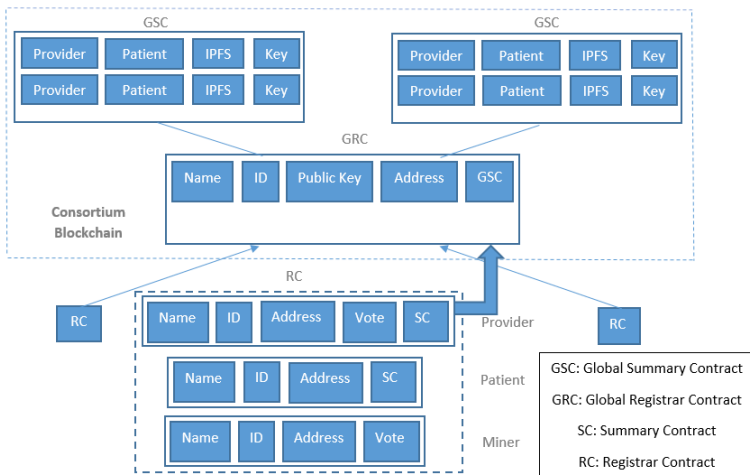 GSC
GSC
Provider Patient IPFS Key
Provider Patient IPFS Key
Provider Patient IPFS Key
Provider Patient IPFS Key
GRC
Name ID Public Key Address GSC
Consortium
Blockchain
RC
RC
Name ID Address Vote SC
Provider
RC
Name ID Address SC
Patient
Name ID Address Vote
Miner
GSC: Global Summary Contract
GRC: Global Registrar Contract
SC: Summary Contract
RC: Registrar Contract